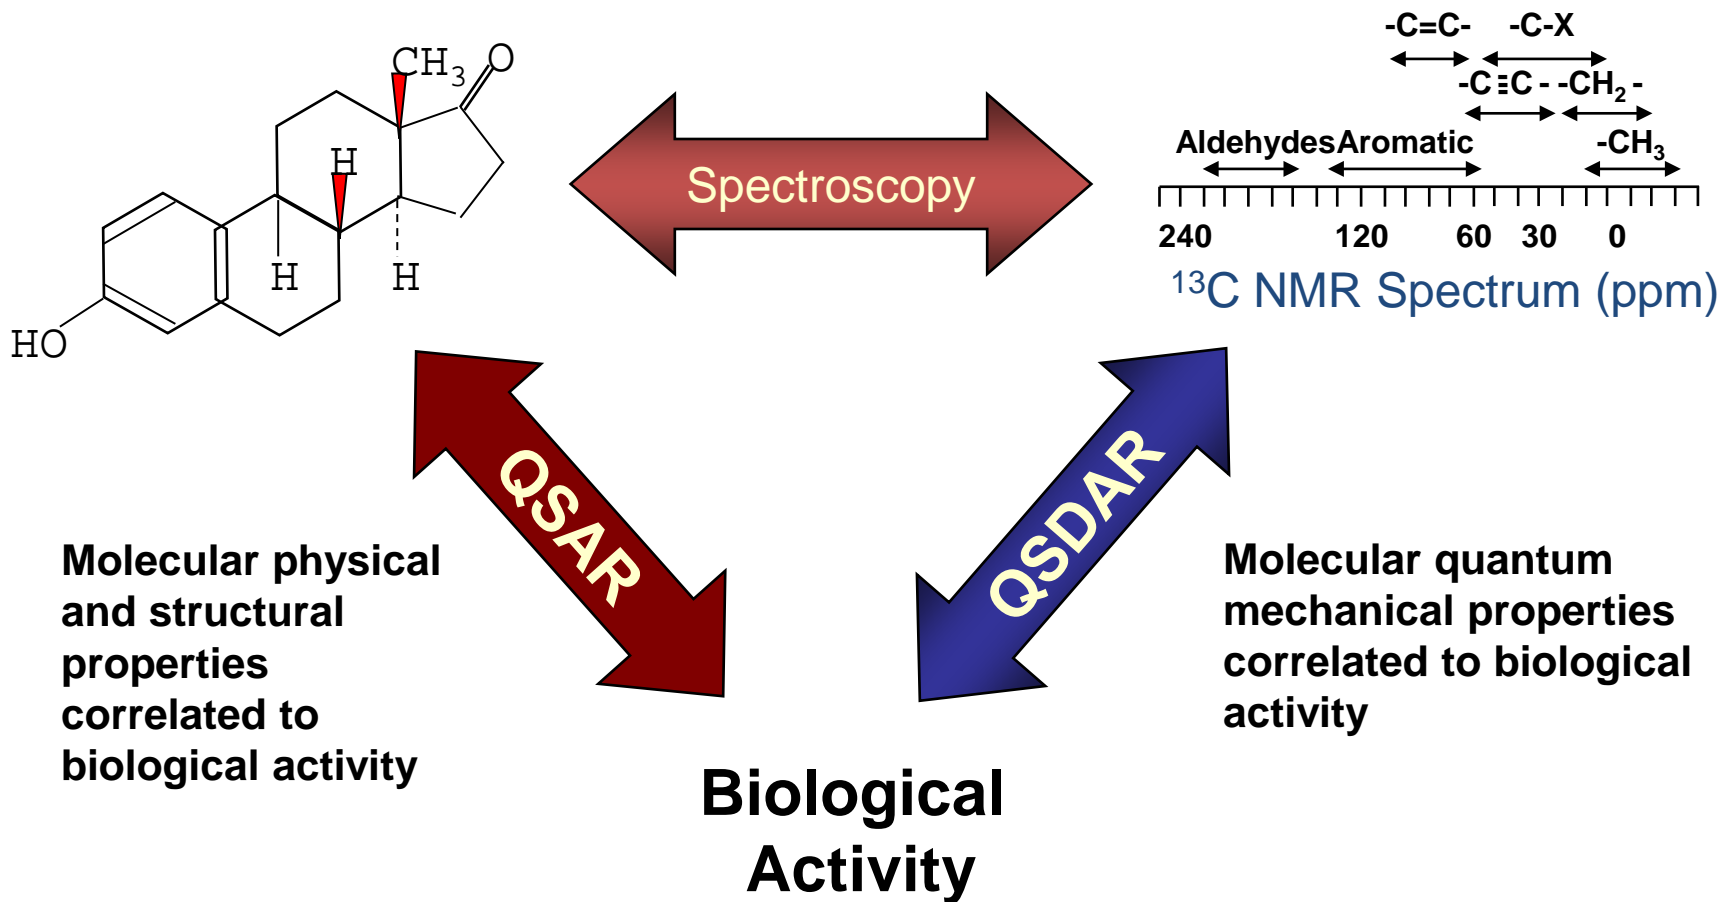 CH₃
O
H
H
H
HO
Spectroscopy
-C=C-
-C-X
-C≡C-
-CH₂-
Aldehydes
Aromatic
-CH₃
240 120 60 30 0
¹³C NMR Spectrum (ppm)
QSAR
QSDAR
Molecular physical
and structural
properties
correlated to
biological activity
Molecular quantum
mechanical properties
correlated to biological
activity
Biological
Activity